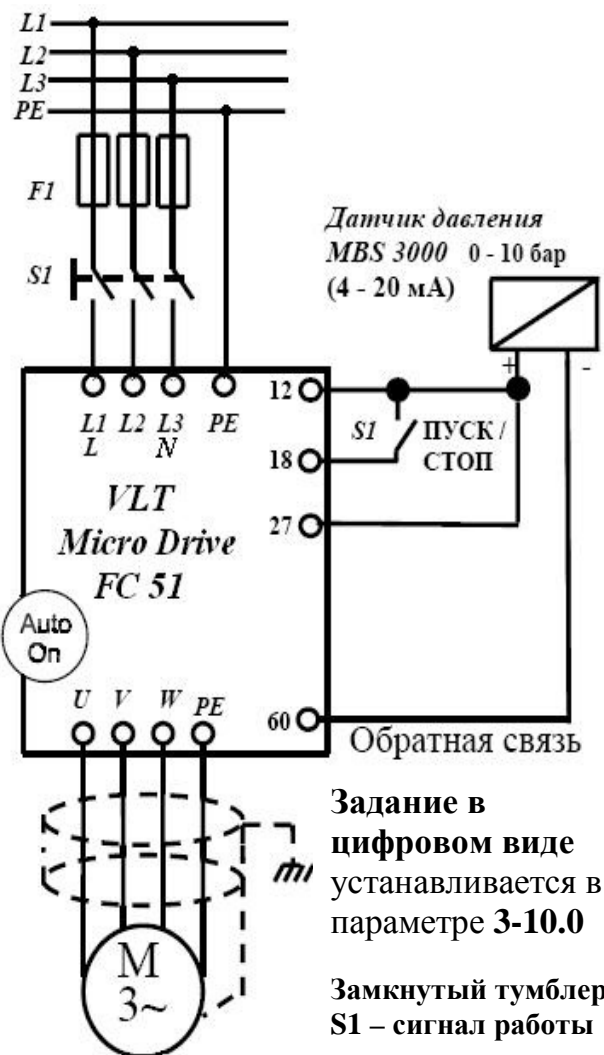 L1
L2
L3
PE
F1
S1
Датчик давления
MBS 3000 0 - 10 бар
(4 - 20 мА)
+ -
L1 L2 L3 PE
L N
12
S1 ПУСК /
СТОП
18
27
VLT
Micro Drive
FC 51
Auto
On
U V W PE
60
Обратная связь
M
3~
Задание в
цифровом виде
устанавливается в
параметре 3-10.0
Замкнутый тумблер
S1 – сигнал работы